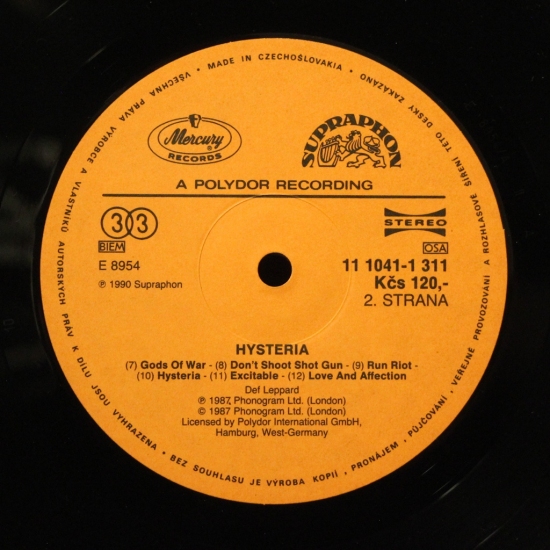 • MADE IN CZECHOSLOVAKIA •
VŠECHNA PRÁVA VÝROBCE A VLASTNÍKŮ AUTORSKÝCH PRÁV K DÍLU JSOU VYHRAZENA • BEZ SOUHLASU JE VÝROBA KOPIÍ, PRONÁJEM, PŮJČOVÁNÍ, VEŘEJNÉ PROVOZOVÁNÍ A ROZHLASOVÉ ŠÍŘENÍ TÉTO DESKY ZAKÁZÁNO
Mercury
RECORDS
SUPRAPHON
A POLYDOR RECORDING
33
BIEM
STEREO
OSA
E 8954
℗ 1990 Supraphon
11 1041-1 311
Kčs 120,-
2. STRANA
HYSTERIA
(7) Gods Of War - (8) Don't Shoot Shot Gun - (9) Run Riot -
(10) Hysteria - (11) Excitable - (12) Love And Affection
Def Leppard
℗ 1987, Phonogram Ltd. (London)
© 1987 Phonogram Ltd. (London)
Licensed by Polydor International GmbH,
Hamburg, West-Germany